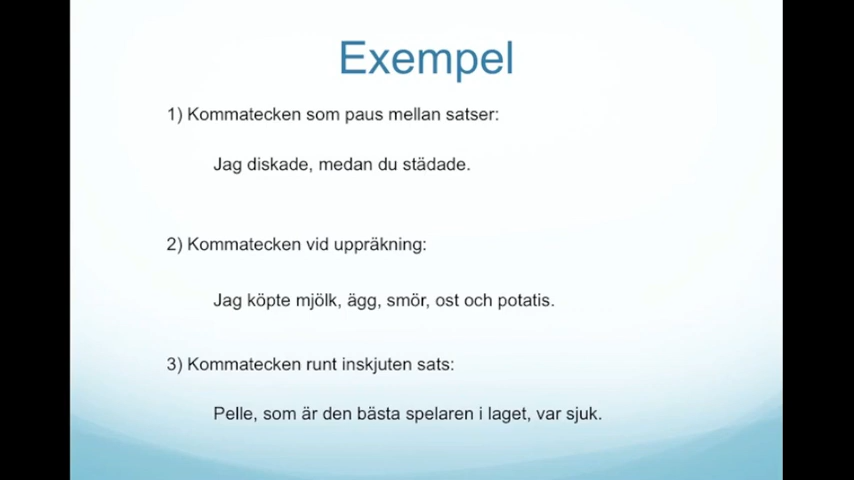 Exempel
1) Kommatecken som paus mellan satser:
Jag diskade, medan du städade.
2) Kommatecken vid uppräkning:
Jag köpte mjölk, ägg, smör, ost och potatis.
3) Kommatecken runt inskjuten sats:
Pelle, som är den bästa spelaren i laget, var sjuk.